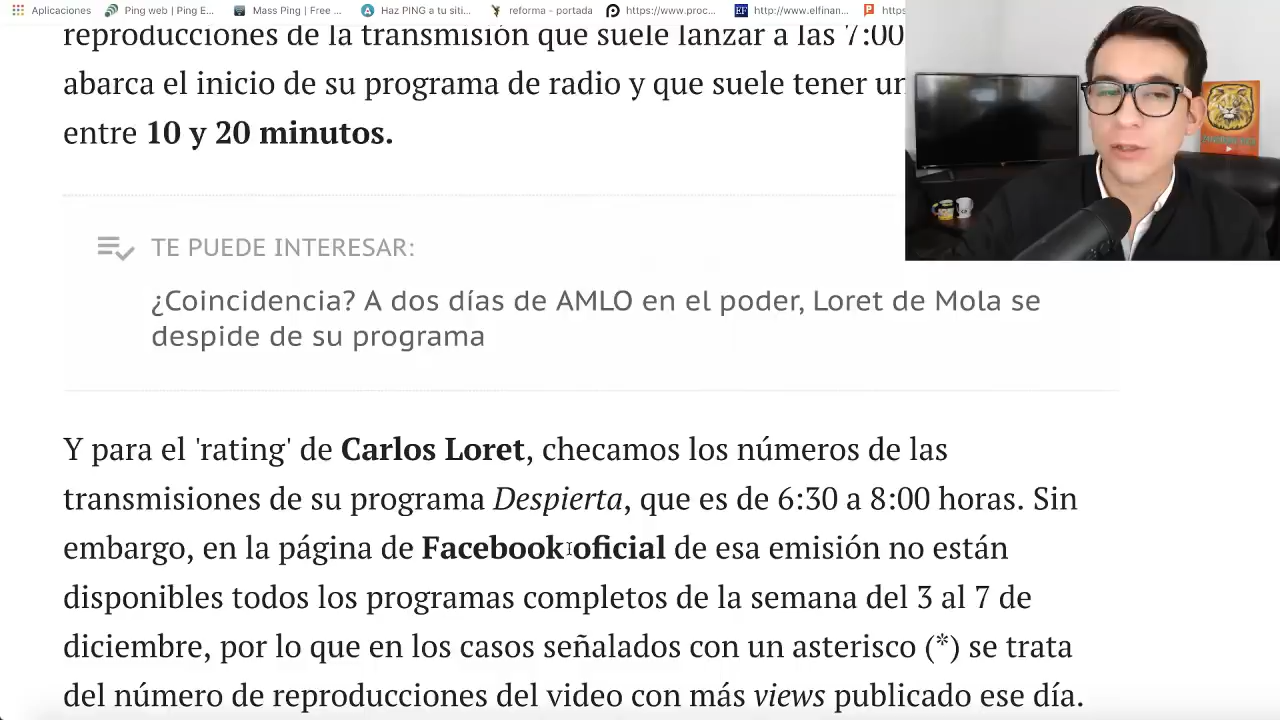 Aplicaciones Ping web | Ping E... Mass Ping | Free ... Haz PING a tu siti... reforma - portada https://www.proc... http://www.elfinan... https
reproducciones de la transmisión que suele lanzar a las 7:00
abarca el inicio de su programa de radio y que suele tener un
entre 10 y 20 minutos.
TE PUEDE INTERESAR:
¿Coincidencia? A dos días de AMLO en el poder, Loret de Mola se
despide de su programa
Y para el 'rating' de Carlos Loret, checamos los números de las
transmisiones de su programa Despierta, que es de 6:30 a 8:00 horas. Sin
embargo, en la página de Facebook oficial de esa emisión no están
disponibles todos los programas completos de la semana del 3 al 7 de
diciembre, por lo que en los casos señalados con un asterisco (*) se trata
del número de reproducciones del video con más views publicado ese día.